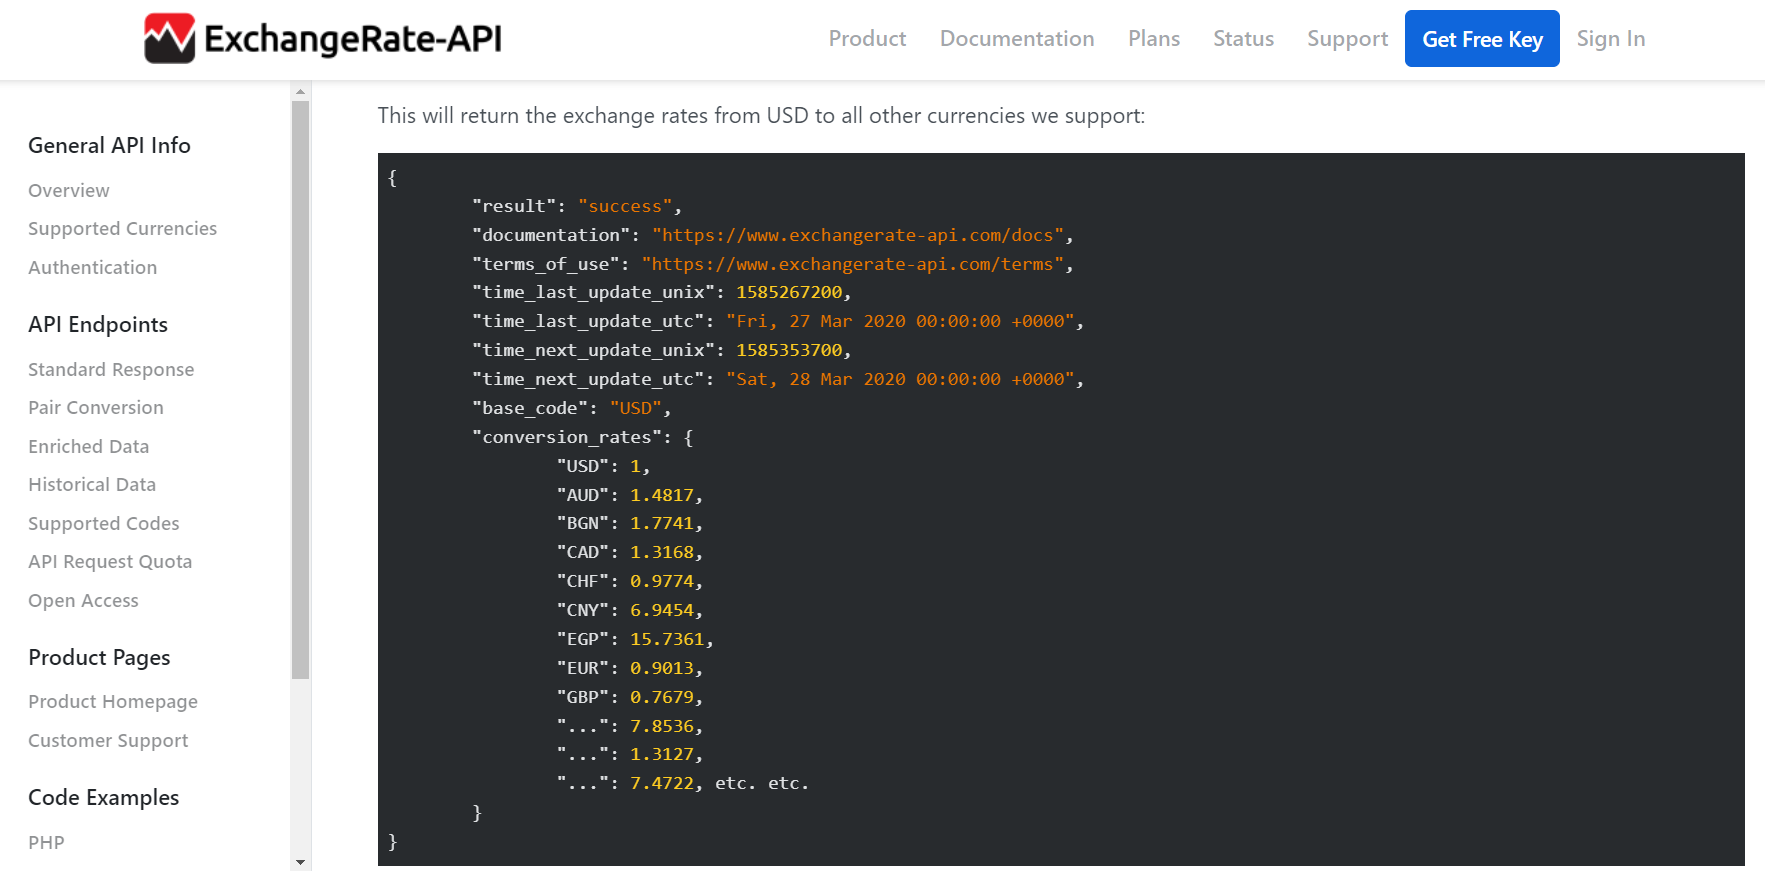 ExchangeRate-API
Product Documentation Plans Status Support Get Free Key Sign In
General API Info
Overview
Supported Currencies
Authentication
API Endpoints
Standard Response
Pair Conversion
Enriched Data
Historical Data
Supported Codes
API Request Quota
Open Access
Product Pages
Product Homepage
Customer Support
Code Examples
PHP
This will return the exchange rates from USD to all other currencies we support:
{
"result": "success",
"documentation": "https://www.exchangerate-api.com/docs",
"terms_of_use": "https://www.exchangerate-api.com/terms",
"time_last_update_unix": 1585267200,
"time_last_update_utc": "Fri, 27 Mar 2020 00:00:00 +0000",
"time_next_update_unix": 1585353700,
"time_next_update_utc": "Sat, 28 Mar 2020 00:00:00 +0000",
"base_code": "USD",
"conversion_rates": {
"USD": 1,
"AUD": 1.4817,
"BGN": 1.7741,
"CAD": 1.3168,
"CHF": 0.9774,
"CNY": 6.9454,
"EGP": 15.7361,
"EUR": 0.9013,
"GBP": 0.7679,
"...": 7.8536,
"...": 1.3127,
"...": 7.4722, etc. etc.
}
}